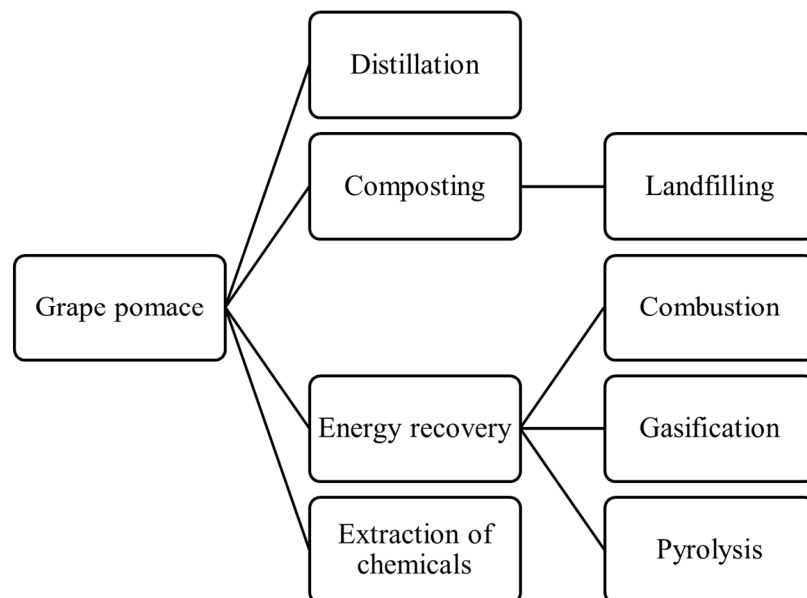 Distillation
Composting
Landfilling
Grape pomace
Combustion
Energy recovery
Gasification
Extraction of
chemicals
Pyrolysis